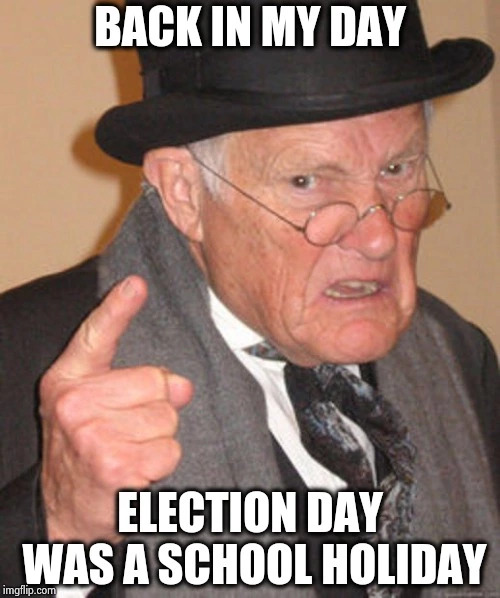 BACK IN MY DAY
ELECTION DAY
WAS A SCHOOL HOLIDAY
imgflip.com